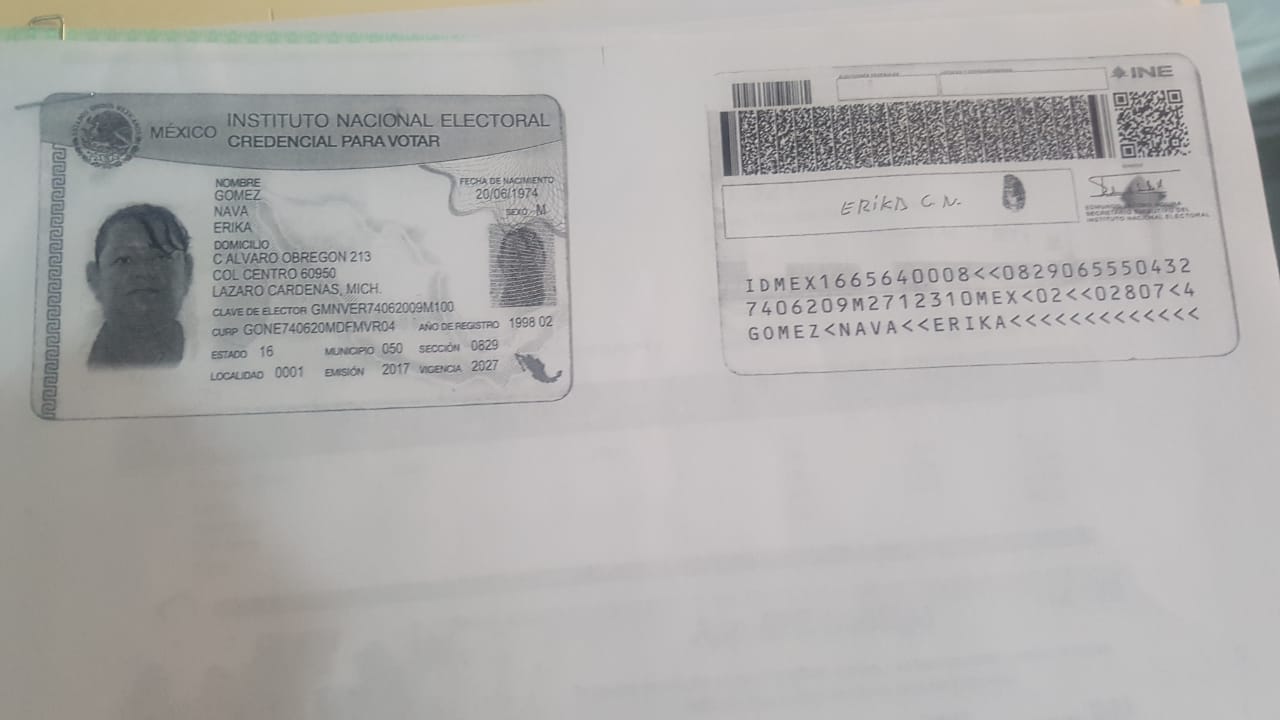 MÉXICO INSTITUTO NACIONAL ELECTORAL
CREDENCIAL PARA VOTAR
NOMBRE
GOMEZ
NAVA
ERIKA
FECHA DE NACIMIENTO
20/06/1974
SEXO M
DOMICILIO
C ALVARO OBREGON 213
COL CENTRO 60950
LAZARO CARDENAS, MICH.
CLAVE DE ELECTOR GMNVER74062009M100
CURP GONE740620MDFMVR04 AÑO DE REGISTRO 1998 02
ESTADO 16 MUNICIPIO 050 SECCIÓN 0829
LOCALIDAD 0001 EMISIÓN 2017 VIGENCIA 2027
INE
ERIKA G. N.
SECRETARIO EJECUTIVO DEL
INSTITUTO NACIONAL ELECTORAL
IDMEX1665640008<<0829065550432
7406209M2712310MEX<02<<02807<4
GOMEZ<NAVA<<ERIKA<<<<<<<<<<<<<